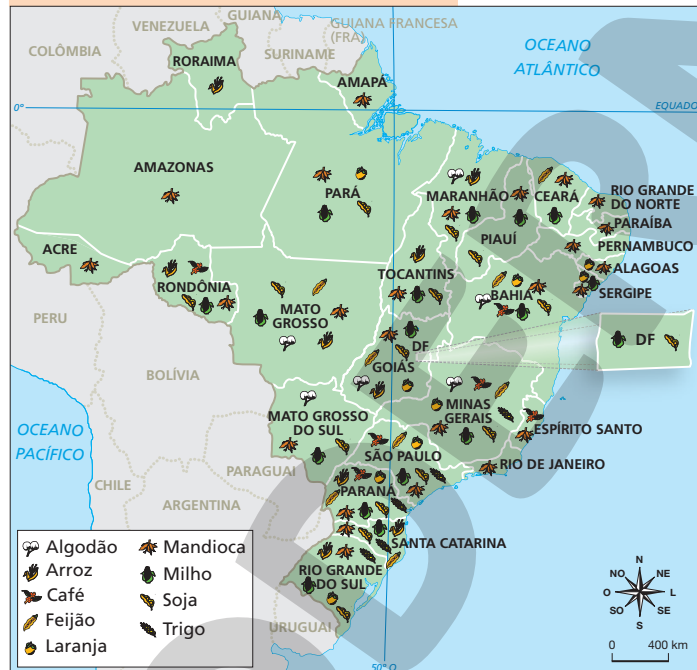 GUIANA
VENEZUELA
GUIANA FRANCESA
(FRA)
COLÔMBIA
SURINAME
OCEANO
ATLÂNTICO
RORAIMA
AMAPÁ
0°
EQUADOR
AMAZONAS
PARÁ
MARANHÃO
CEARÁ
RIO GRANDE
DO NORTE
PARAÍBA
PIAUÍ
PERNAMBUCO
ACRE
ALAGOAS
TOCANTINS
RONDÔNIA
BAHIA
SERGIPE
MATO
GROSSO
PERU
DF
DF
GOIÁS
BOLÍVIA
MINAS
GERAIS
MATO GROSSO
DO SUL
ESPÍRITO SANTO
OCEANO
PACÍFICO
SÃO PAULO
RIO DE JANEIRO
PARAGUAI
CHILE
PARANÁ
ARGENTINA
SANTA CATARINA
RIO GRANDE
DO SUL
URUGUAI
Algodão
Arroz
Café
Feijão
Laranja
Mandioca
Milho
Soja
Trigo
N
NO
NE
O
L
SO
SE
S
0
400 km
50° O